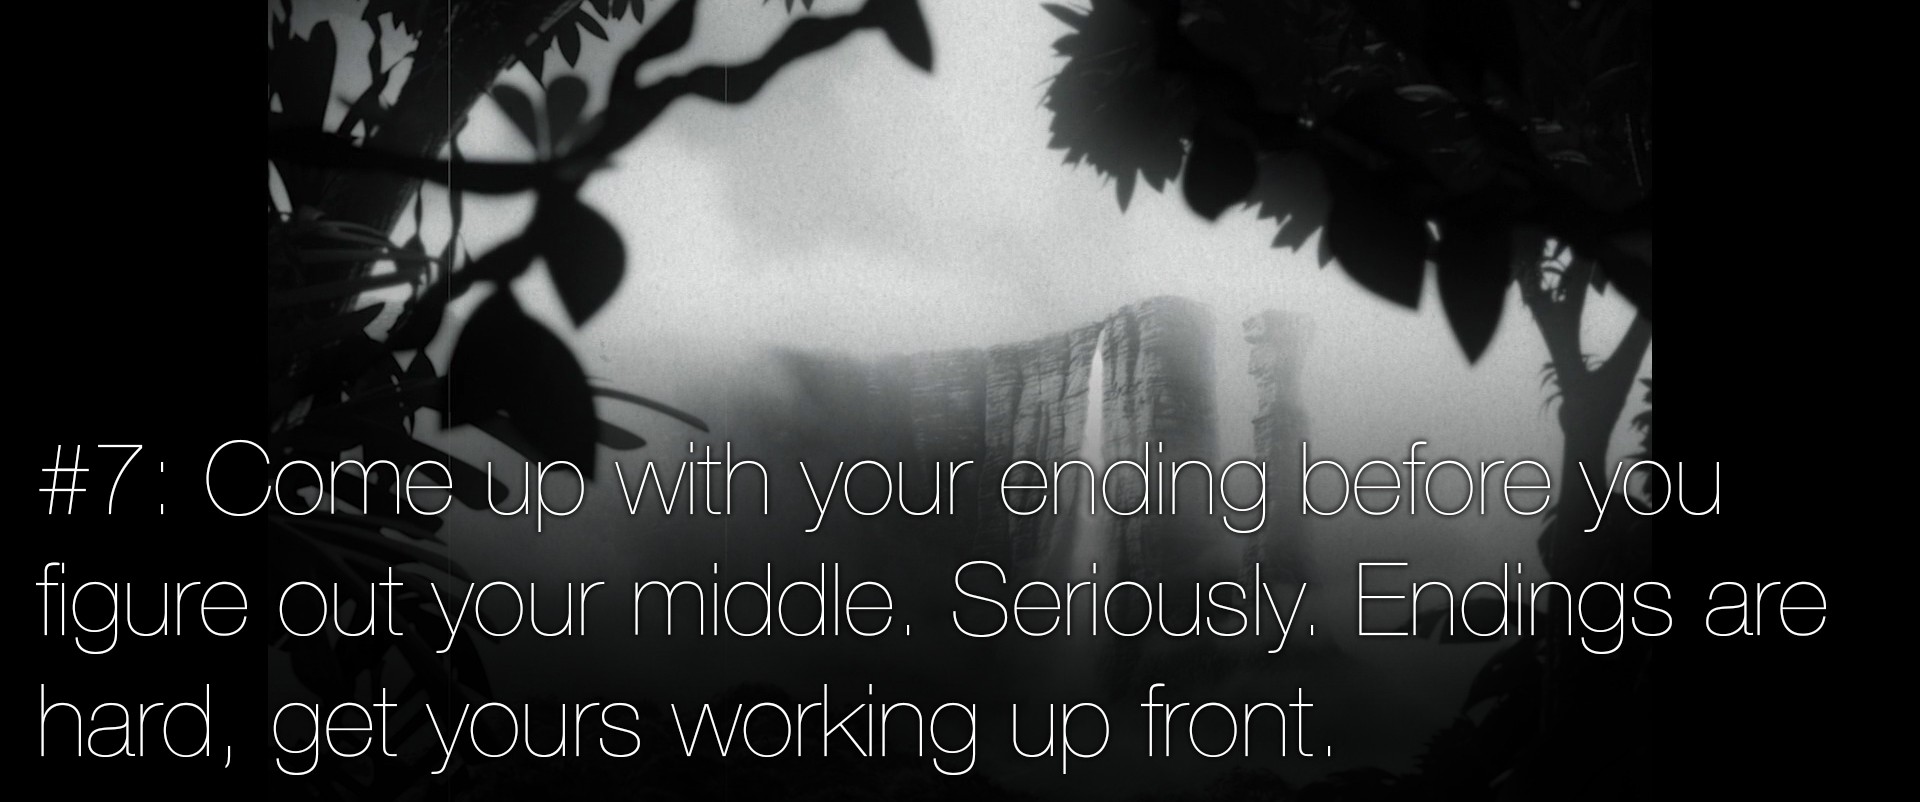 #7: Come up with your ending before you
figure out your middle. Seriously. Endings are
hard, get yours working up front.